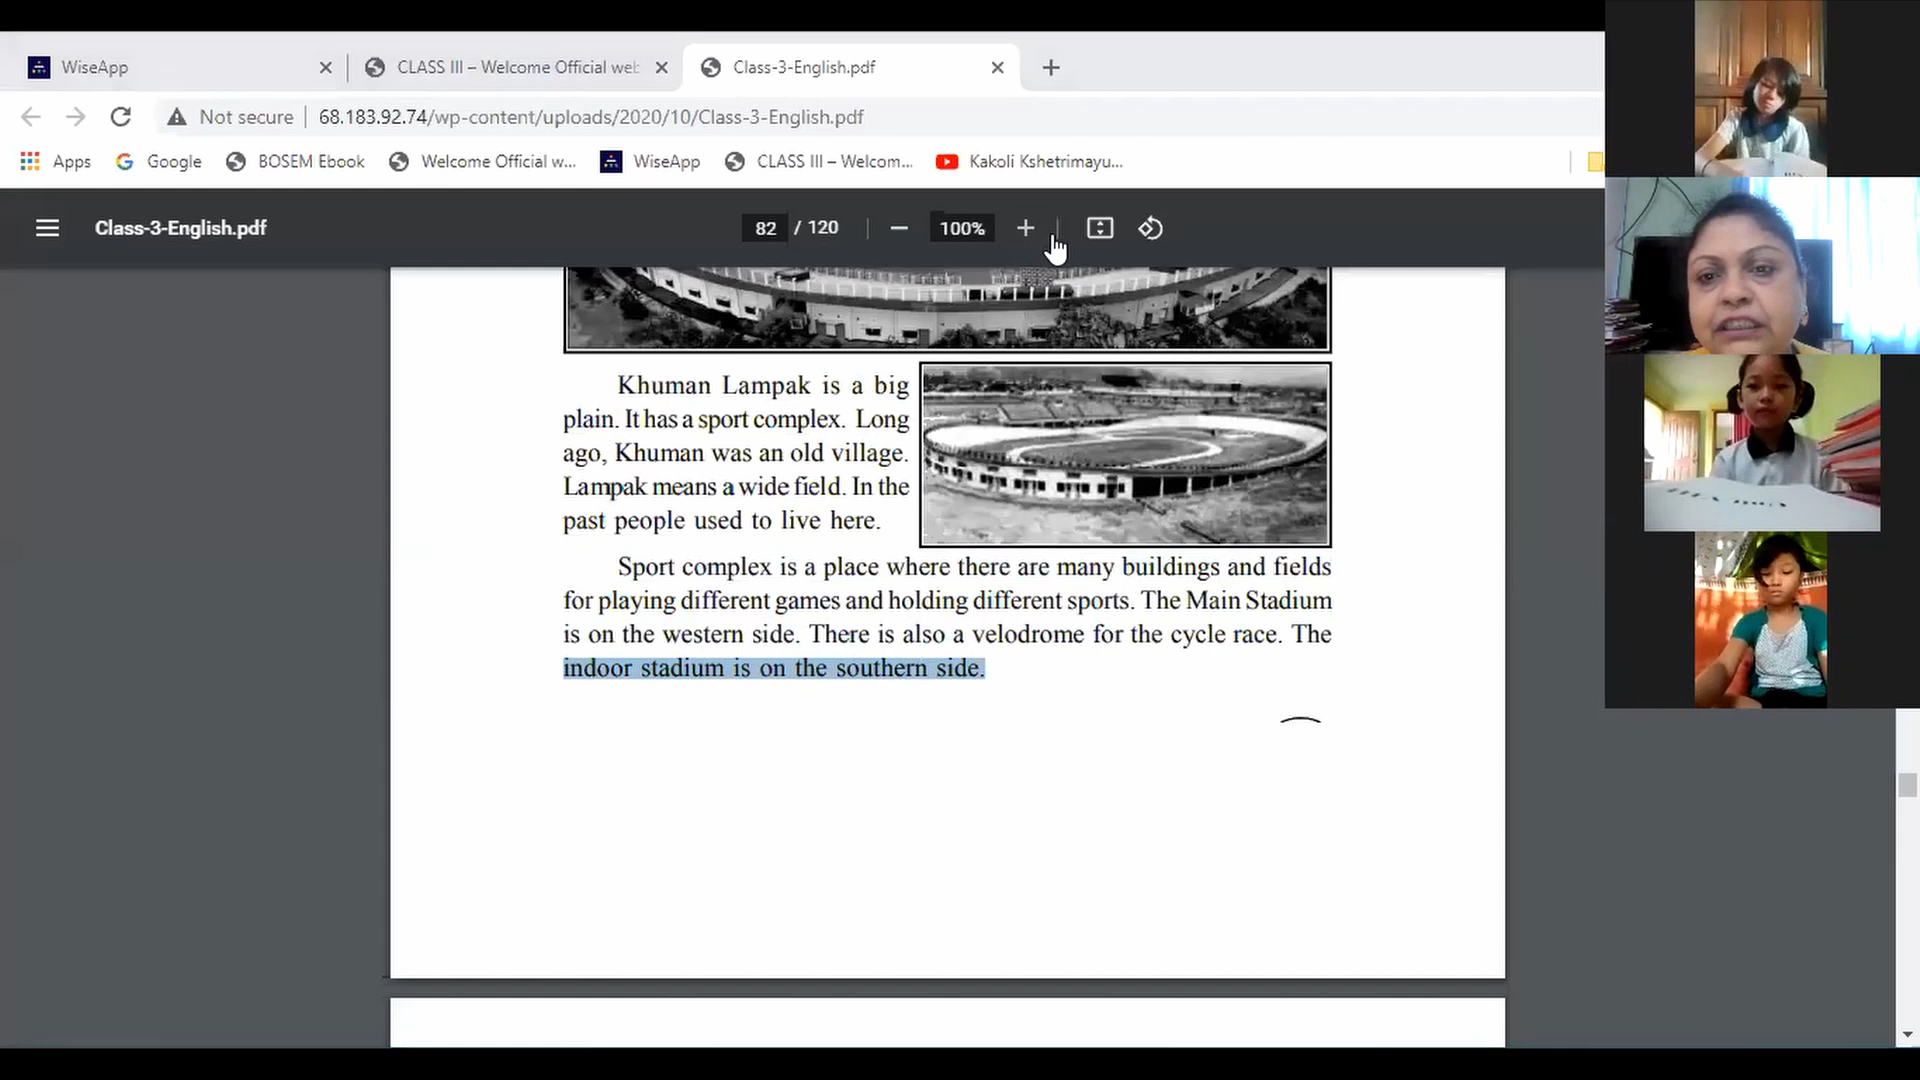 WiseApp
CLASS III – Welcome Official web
Class-3-English.pdf
Not secure
68.183.92.74/wp-content/uploads/2020/10/Class-3-English.pdf
Apps
Google
BOSEM Ebook
Welcome Official w...
WiseApp
CLASS III – Welcom...
Kakoli Kshetrimayu...
Class-3-English.pdf
82 / 120
100%
Khuman Lampak is a big
plain. It has a sport complex. Long
ago, Khuman was an old village.
Lampak means a wide field. In the
past people used to live here.
Sport complex is a place where there are many buildings and fields
for playing different games and holding different sports. The Main Stadium
is on the western side. There is also a velodrome for the cycle race. The
indoor stadium is on the southern side.